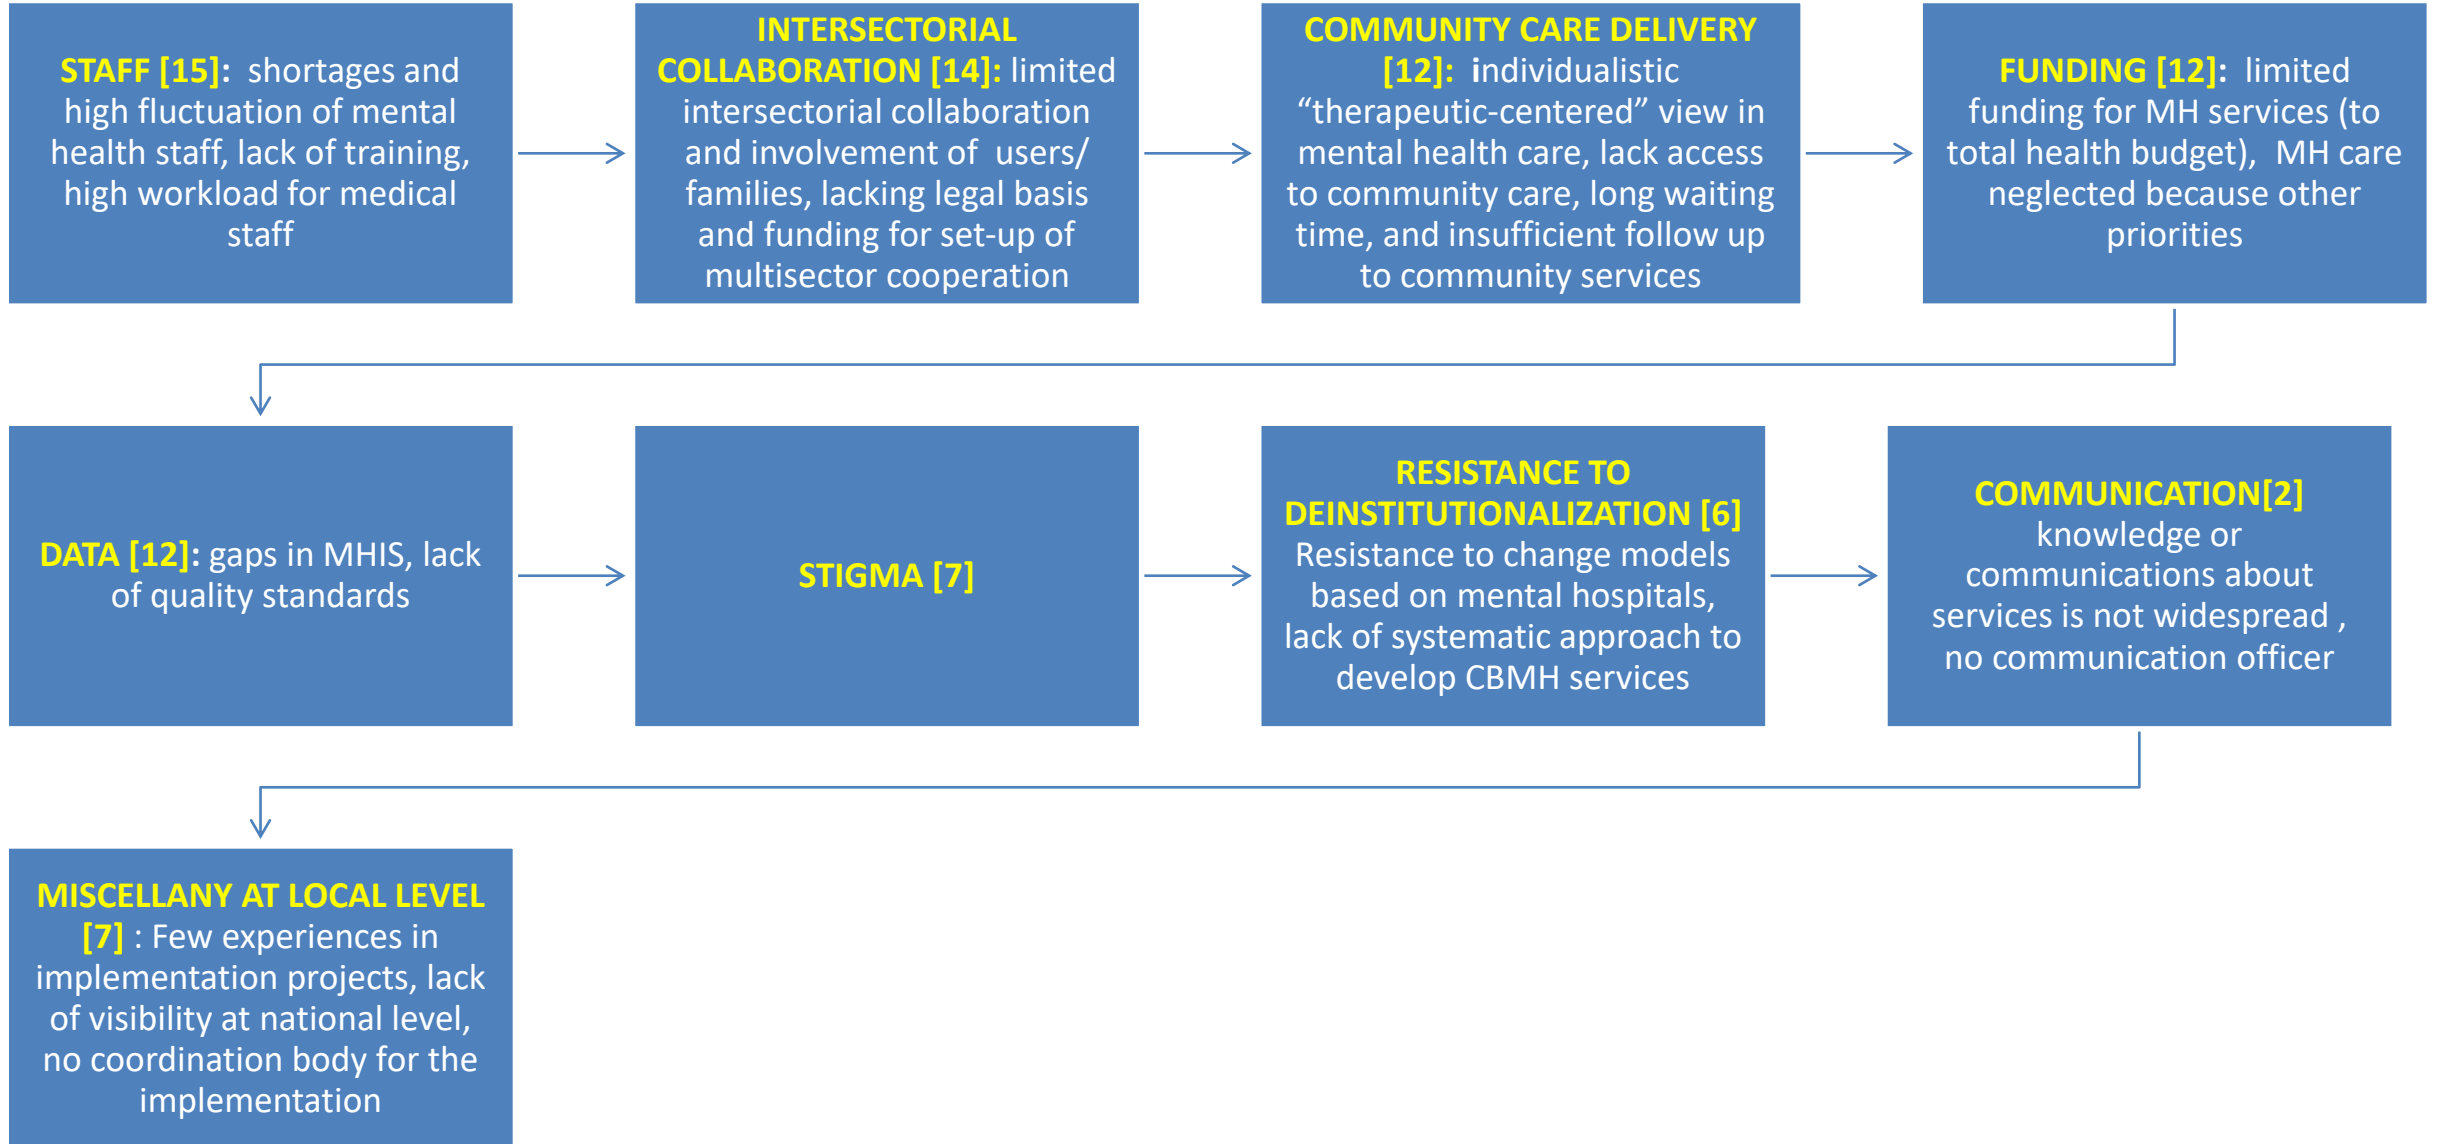 STAFF [15]: shortages and
high fluctuation of mental
health staff, lack of training,
high workload for medical
staff
INTERSECTORIAL
COLLABORATION [14]: limited
intersectorial collaboration
and involvement of users/
families, lacking legal basis
and funding for set-up of
multisector cooperation
COMMUNITY CARE DELIVERY
[12]: individualistic
“therapeutic-centered” view in
mental health care, lack access
to community care, long waiting
time, and insufficient follow up
to community services
FUNDING [12]: limited
funding for MH services (to
total health budget), MH care
neglected because other
priorities
DATA [12]: gaps in MHIS, lack
of quality standards
STIGMA [7]
RESISTANCE TO
DEINSTITUTIONALIZATION [6]
Resistance to change models
based on mental hospitals,
lack of systematic approach to
develop CBMH services
COMMUNICATION[2]
knowledge or
communications about
services is not widespread ,
no communication officer
MISCELLANY AT LOCAL LEVEL
[7] : Few experiences in
implementation projects, lack
of visibility at national level,
no coordination body for the
implementation